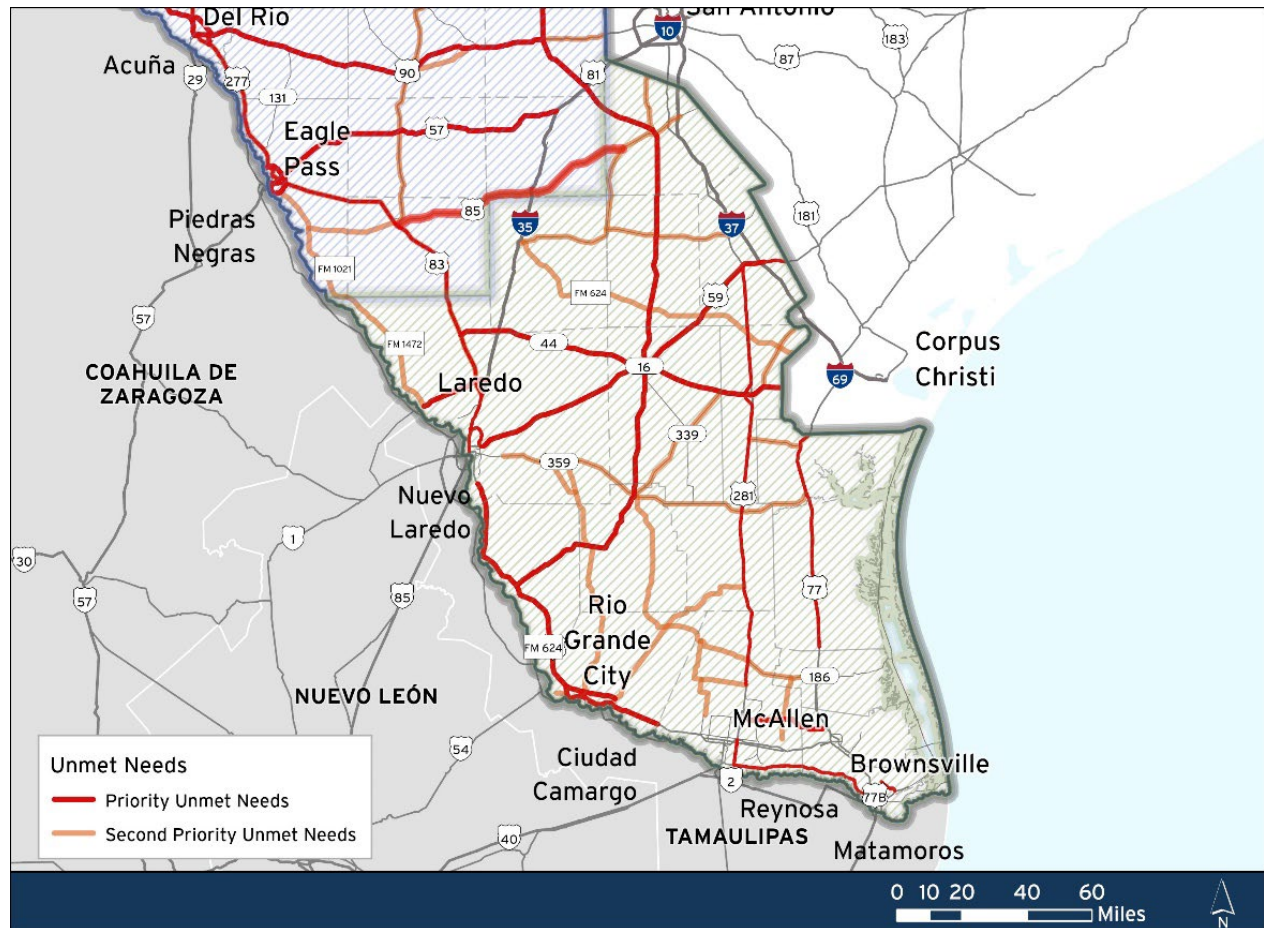 Del Rio
San Antonio
10
183
87
Acuña
29
277
90
81
131
Eagle
Pass
57
Piedras
Negras
85
35
37
181
83
FM 1021
FM 624
59
57
44
FM 1472
16
Corpus
Christi
69
COAHUILA DE
ZARAGOZA
Laredo
339
359
Nuevo
Laredo
281
30
1
57
85
77
Rio
Grande
City
FM 624
186
NUEVO LEÓN
McAllen
54
Ciudad
Camargo
Brownsville
2
77B
Reynosa
TAMAULIPAS
40
Matamoros
Unmet Needs
Priority Unmet Needs
Second Priority Unmet Needs
0 10 20 40 60
Miles
N